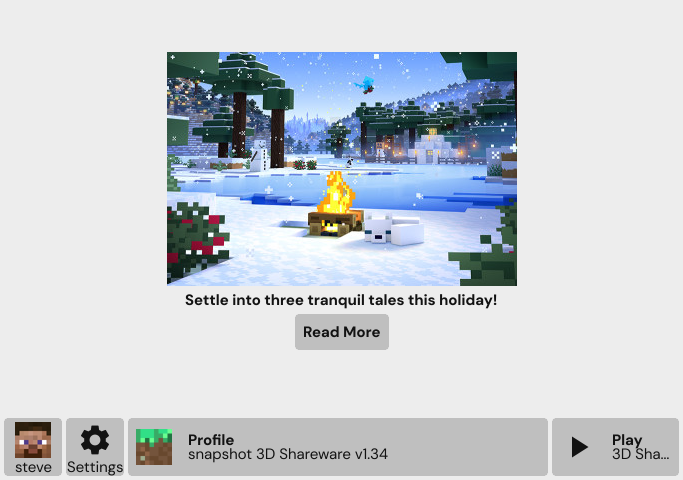 Settle into three tranquil tales this holiday!
Read More
steve
Settings
Profile
snapshot 3D Shareware v1.34
Play
3D Sha...